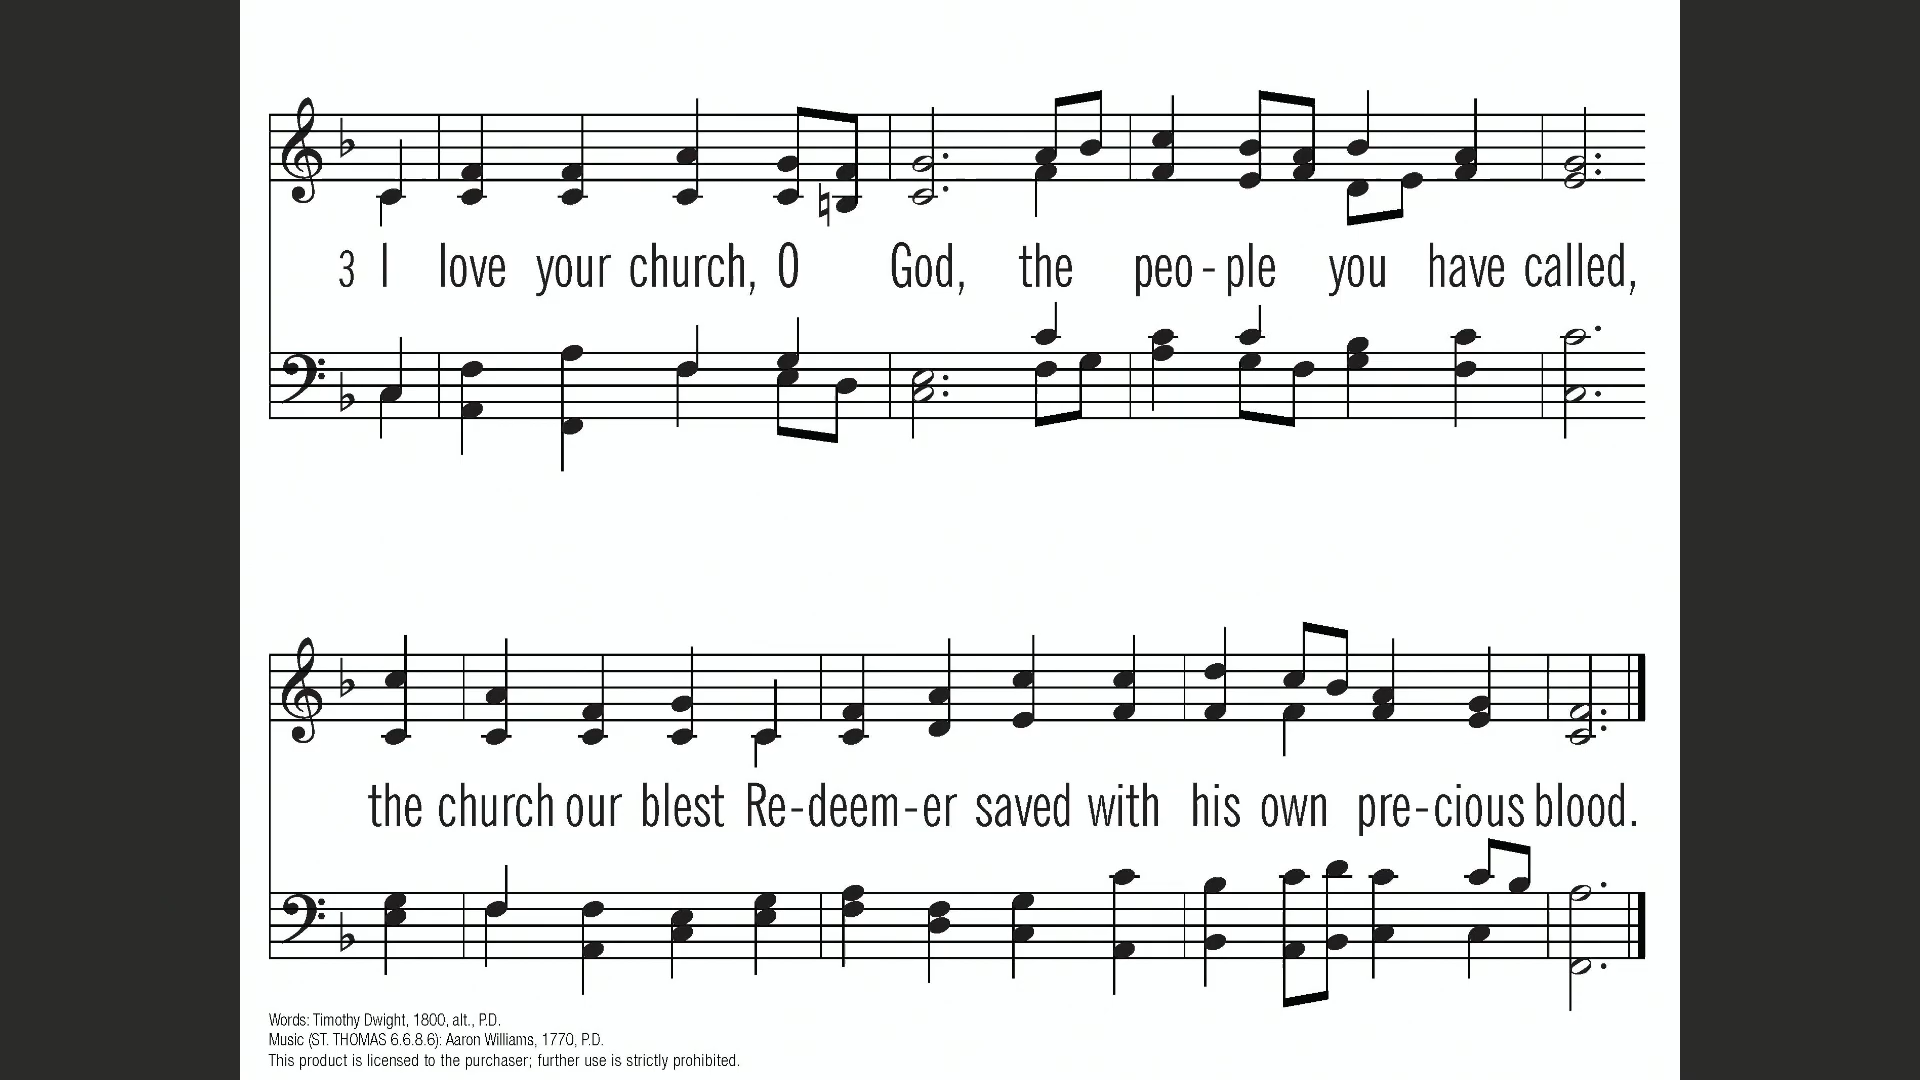 3 I love your church, O God, the peo - ple you have called,
the church our blest Re-deem-er saved with his own pre-cious blood.
Words: Timothy Dwight, 1800, alt., P.D.
Music (ST. THOMAS 6.6.8.6): Aaron Williams, 1770, P.D.
This product is licensed to the purchaser; further use is strictly prohibited.